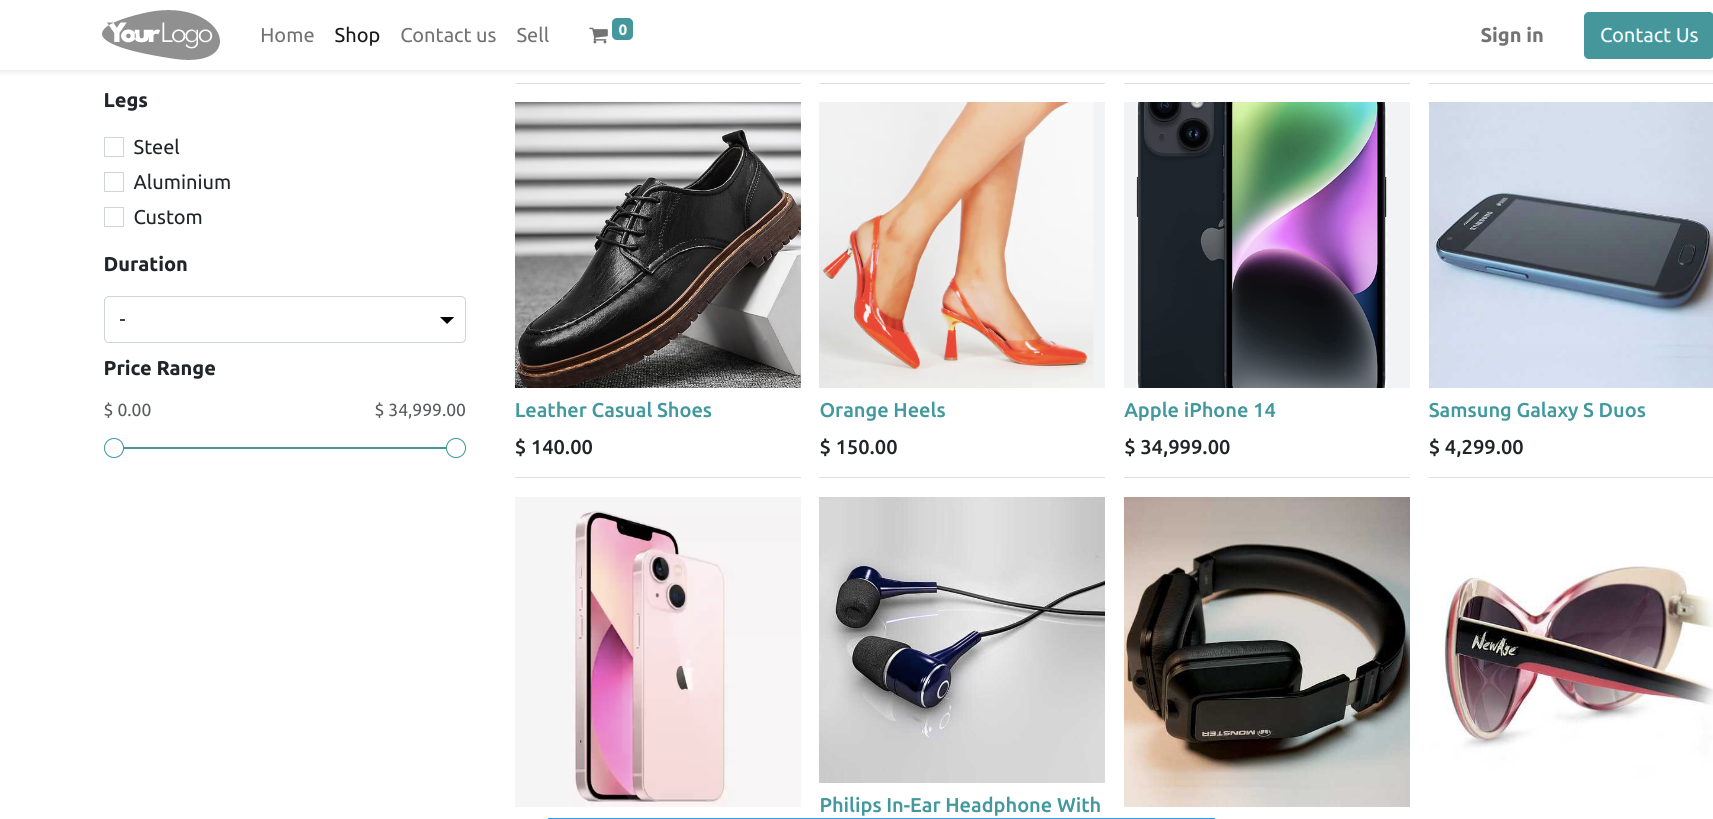 YourLogo
Home
Shop
Contact us
Sell
0
Sign in
Contact Us
Legs
Steel
Aluminium
Custom
Duration
-
Price Range
$ 0.00
$ 34,999.00
SAMSUNG
Leather Casual Shoes
$ 140.00
Orange Heels
$ 150.00
Apple iPhone 14
$ 34,999.00
Samsung Galaxy S Duos
$ 4,299.00
MONSTER
NewAge
Philips In-Ear Headphone With